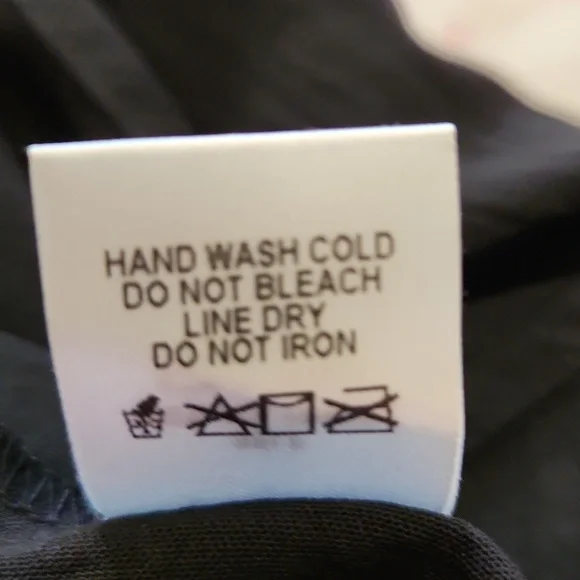 HAND WASH COLD
DO NOT BLEACH
LINE DRY
DO NOT IRON